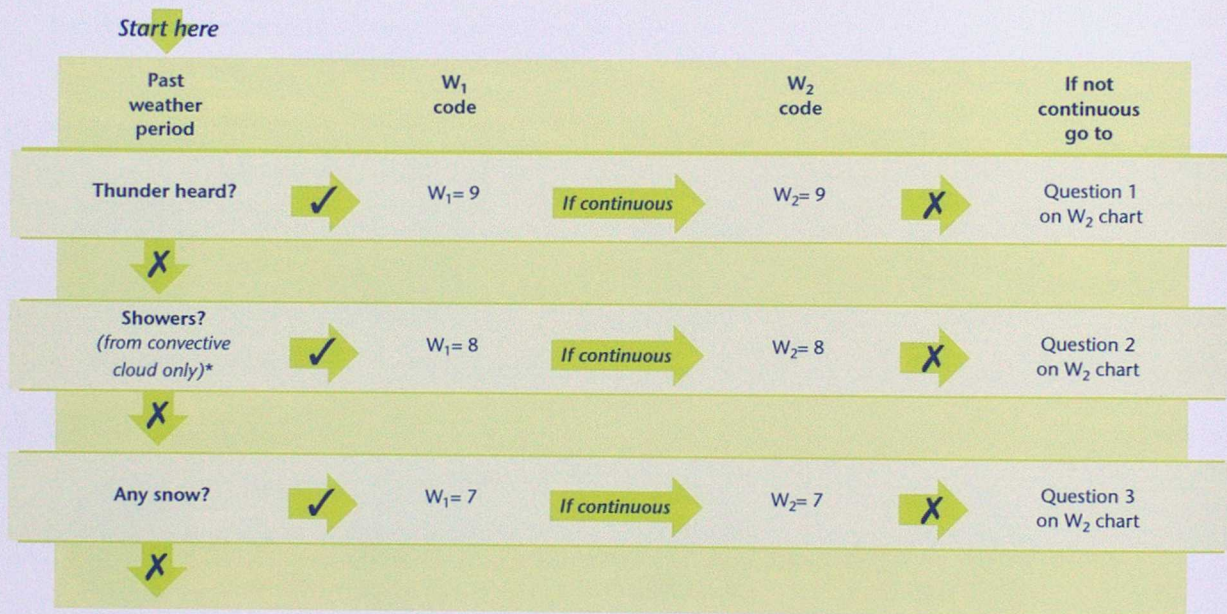 Start here
Past
weather
period
W₁
code
W₂
code
If not
continuous
go to
Thunder heard?
✓
W₁= 9
If continuous
W₂= 9
✗
Question 1
on W₂ chart
✗
Showers?
(from convective
cloud only)*
✓
W₁= 8
If continuous
W₂= 8
✗
Question 2
on W₂ chart
✗
Any snow?
✓
W₁= 7
If continuous
W₂= 7
✗
Question 3
on W₂ chart
✗